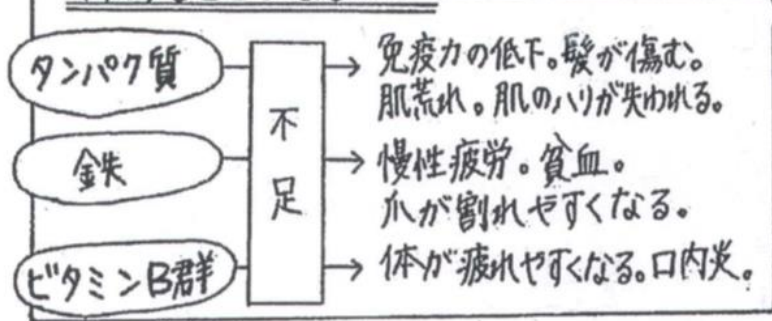 タンパク質
不足
免疫力の低下。髪が傷む。
肌荒れ。肌のハリが失われる。
鉄
慢性疲労。貧血。
爪が割れやすくなる。
ビタミンB群
体が疲れやすくなる。口内炎。